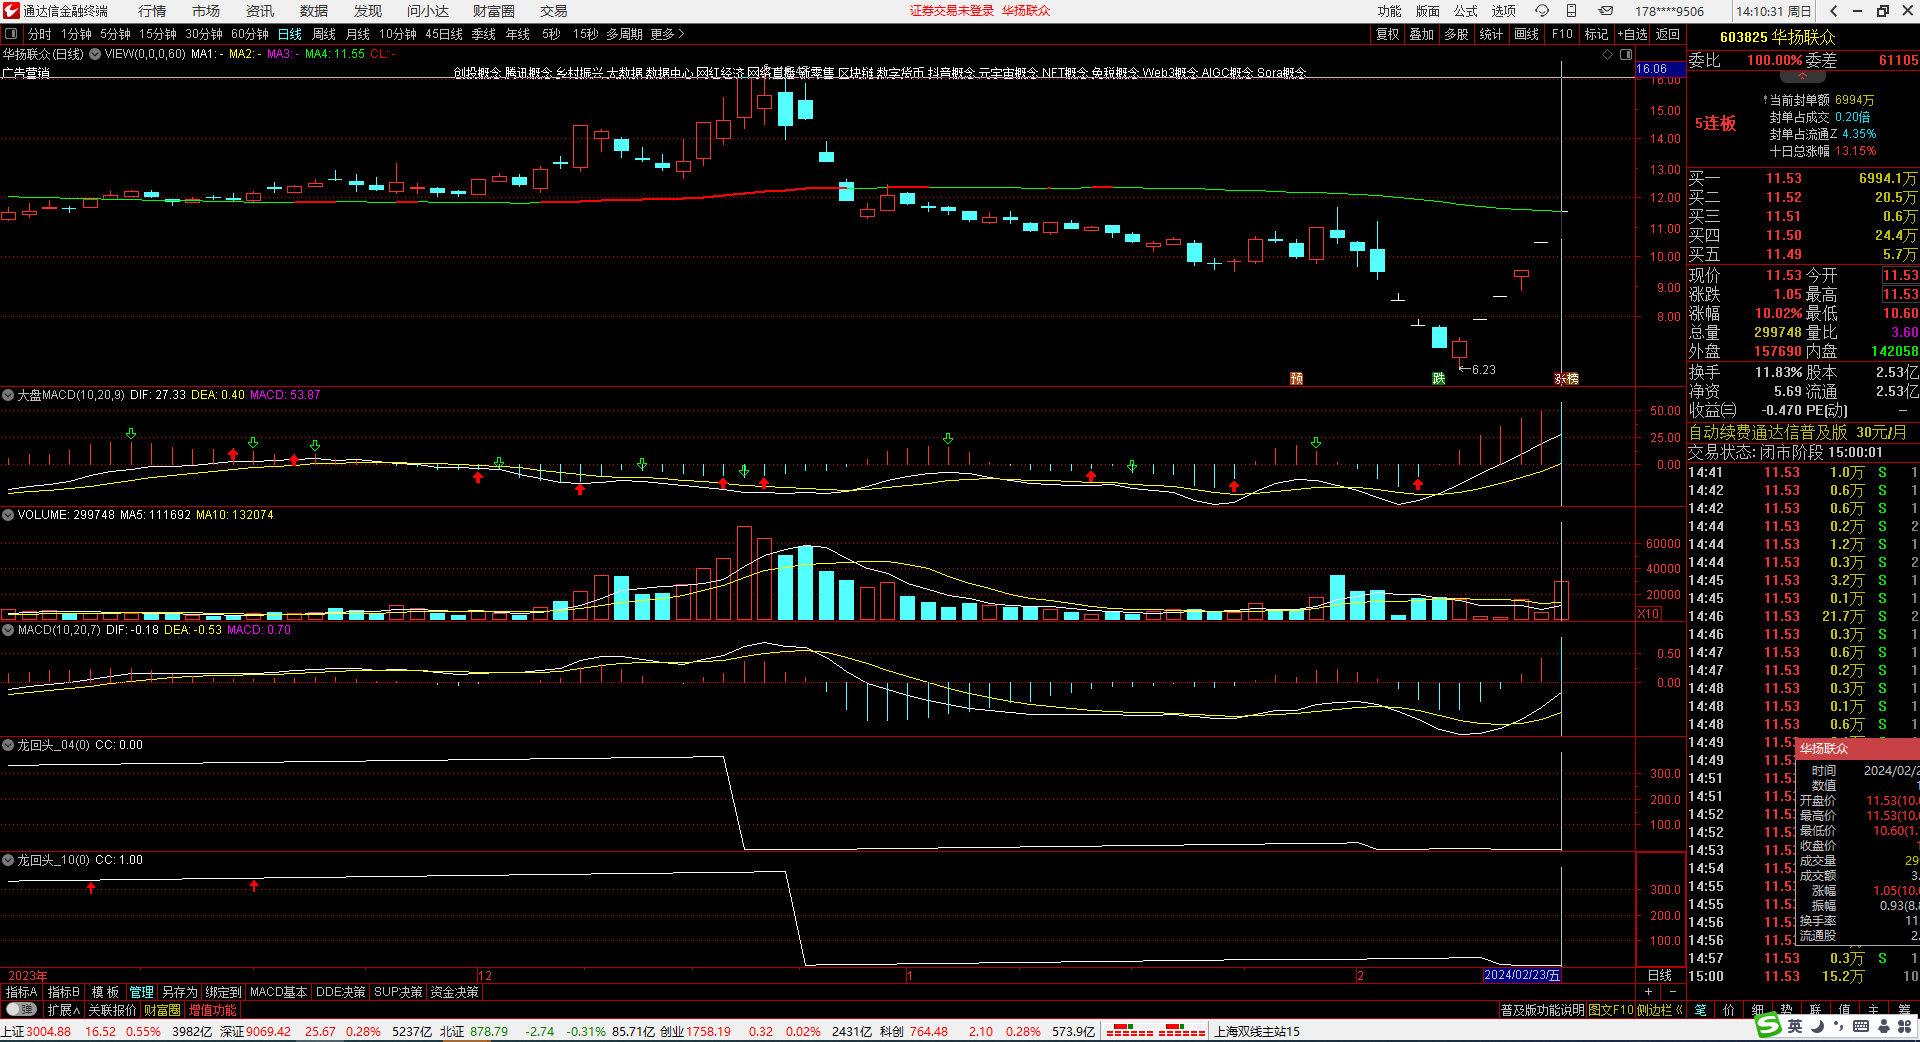 通达信金融终端 行情 市场 资讯 数据 发现 问小达 财富圈 交易 证券交易未登录 华扬联众 功能 版面 公式 选项 178****9506 14:10:31 周日
分时 1分钟 5分钟 15分钟 30分钟 60分钟 日线 周线 月线 10分钟 45日线 季线 年线 5秒 15秒 多周期 更多> 复权 叠加 多股 统计 画线 F10 标记 +自选 返回
603825 华扬联众
华扬联众(日线) VIEW(0,0,0,60) MA1: - MA2: - MA3: - MA4: 11.55 CL: -
委比 100.00% 委差 61105
广告营销 创投概念 腾讯概念 乡村振兴 大数据 数据中心 网红经济 网络直播 新零售 区块链 数字货币 抖音概念 元宇宙概念 NFT概念 免税概念 Web3概念 AIGC概念 Sora概念
16.06
16.00
15.00
14.00
13.00
12.00
11.00
10.00
9.00
8.00
←6.23
预 跌 涨榜
5连板
当前封单额 6994万
封单占成交 0.20倍
封单占流通Z 4.35%
十日总涨幅 13.15%
买一 11.53 6994.1万
买二 11.52 20.5万
买三 11.51 0.6万
买四 11.50 24.4万
买五 11.49 5.7万
现价 11.53 今开 11.53
涨跌 1.05 最高 11.53
涨幅 10.02% 最低 10.60
总量 299748 量比 3.60
外盘 157690 内盘 142058
换手 11.83% 股本 2.53亿
净资 5.69 流通 2.53亿
收益㈢ -0.470 PE(动) —
自动续费通达信普及版 30元/月
交易状态: 闭市阶段 15:00:01
大盘MACD(10,20,9) DIF: 27.33 DEA: 0.40 MACD: 53.87
50.00
25.00
0.00
VOLUME: 299748 MA5: 111692 MA10: 132074
60000
40000
20000
X10
MACD(10,20,7) DIF: -0.18 DEA: -0.53 MACD: 0.70
0.50
0.00
龙回头_04(0) CC: 0.00
300.0
200.0
100.0
龙回头_10(0) CC: 1.00
300.0
200.0
100.0
14:41 11.53 1.0万 S 1
14:42 11.53 0.6万 S 1
14:42 11.53 0.6万 S 1
14:44 11.53 0.2万 S 2
14:44 11.53 1.2万 S 1
14:44 11.53 0.3万 S 2
14:45 11.53 3.2万 S 1
14:45 11.53 0.1万 S 1
14:46 11.53 21.7万 S 2
14:46 11.53 0.3万 S 1
14:47 11.53 0.6万 S 1
14:47 11.53 0.2万 S 1
14:48 11.53 0.3万 S 1
14:48 11.53 0.1万 S 1
14:48 11.53 0.6万 S 1
14:49 11.5
14:49 11.5
14:51 11.5
14:51 11.5
14:52 11.5
14:52 11.5
14:53 11.5
14:54 11.5
14:55 11.5
14:55 11.5
14:56 11.5
14:56 11.5
14:57 11.53 0.3万 S 1
15:00 11.53 15.2万 10
华扬联众
时间 2024/02/2
数值
开盘价 11.53(10.
最高价 11.53(10.
最低价 10.60(1.
收盘价
成交量 29
成交额 3.
涨幅 1.05(10.
振幅 0.93(8.
换手率 11
流通股 2.
2023年 12 1 2 2024/02/23/五 日线
指标A 指标B 模板 管理 另存为 绑定到 MACD基本 DDE决策 SUP决策 资金决策 + -
弹 扩展∧ 关联报价 财富圈 增值功能 普及版功能说明 图文F10 侧边栏《 笔 价 细 势 联 值 主 筹
上证3004.88 16.52 0.55% 3982亿 深证9069.42 25.67 0.28% 5237亿 北证 878.79 -2.74 -0.31% 85.71亿 创业1758.19 0.32 0.02% 2431亿 科创 764.48 2.10 0.28% 573.9亿 上海双线主站15 英